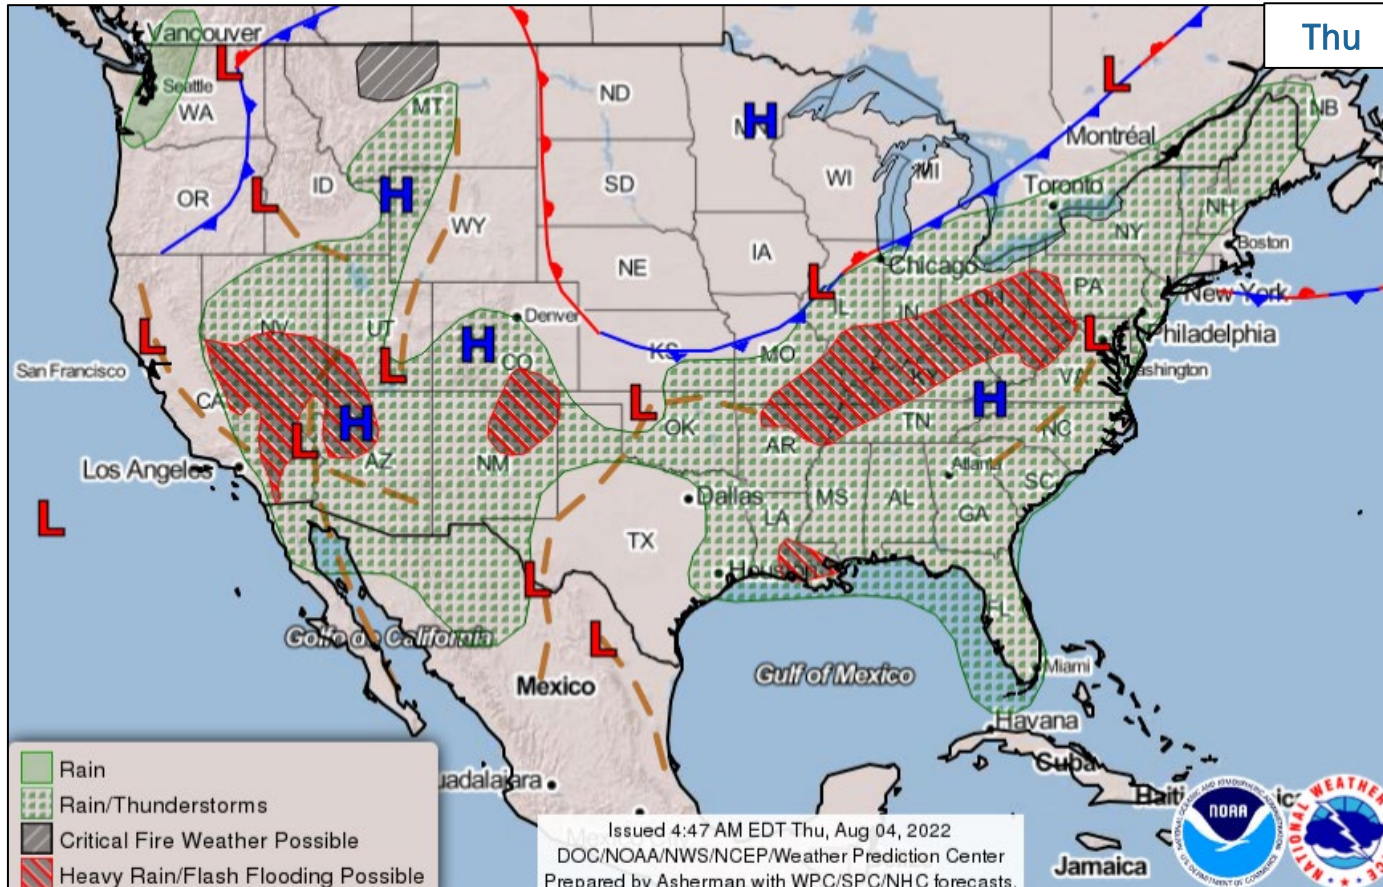 Thu
Vancouver
L
L
Seattle
WA
MT
ND
H
MN
Montréal
NB
OR
L
ID
H
SD
WI
MI
Toronto
NH
WY
NY
Boston
IA
NE
L
Chicago
PA
New York
IL
IN
OH
NV
UT
Denver
L
L
Philadelphia
H
CO
KS
MO
San Francisco
L
KY
VA
Washington
CA
H
L
H
OK
TN
NC
L
AZ
NM
AR
Atlanta
Los Angeles
SC
Dallas
MS
AL
L
LA
GA
TX
L
Houston
FL
Golfo de California
L
Miami
Mexico
Gulf of Mexico
Havana
Cuba
Rain
uadalajara
Haiti
Rain/Thunderstorms
NOAA
Critical Fire Weather Possible
Issued 4:47 AM EDT Thu, Aug 04, 2022
DOC/NOAA/NWS/NCEP/Weather Prediction Center
Jamaica
Heavy Rain/Flash Flooding Possible
Prepared by Asherman with WPC/SPC/NHC forecasts.
NATIONAL WEATHER